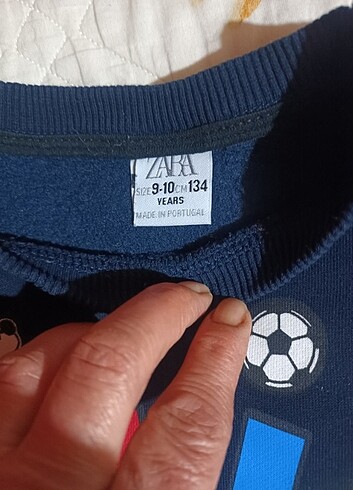 ZARA
SIZE 9-10 CM 134
YEARS
MADE IN PORTUGAL